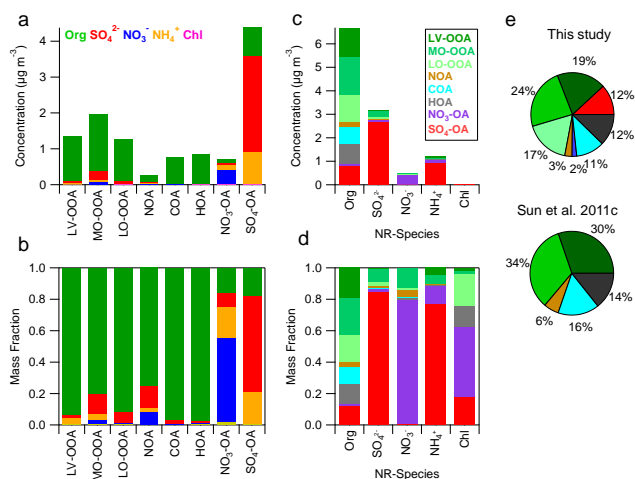 a
Concentration (µg m⁻³)
4
3
2
1
0
Org SO₄²⁻ NO₃⁻ NH₄⁺ Chl
LV-OOA
MO-OOA
LO-OOA
NOA
COA
HOA
NO₃-OA
SO₄-OA
b
Mass Fraction
1.0
0.8
0.6
0.4
0.2
0.0
LV-OOA
MO-OOA
LO-OOA
NOA
COA
HOA
NO₃-OA
SO₄-OA
c
Concentration (µg m⁻³)
6
5
4
3
2
1
0
LV-OOA
MO-OOA
LO-OOA
NOA
COA
HOA
NO₃-OA
SO₄-OA
Org
SO₄²⁻
NO₃⁻
NH₄⁺
Chl
NR-Species
d
Mass Fraction
1.0
0.8
0.6
0.4
0.2
0.0
Org
SO₄²⁻
NO₃⁻
NH₄⁺
Chl
NR-Species
e
This study
19%
24%
12%
12%
17%
11%
3%
2%
Sun et al. 2011c
30%
34%
14%
6%
16%